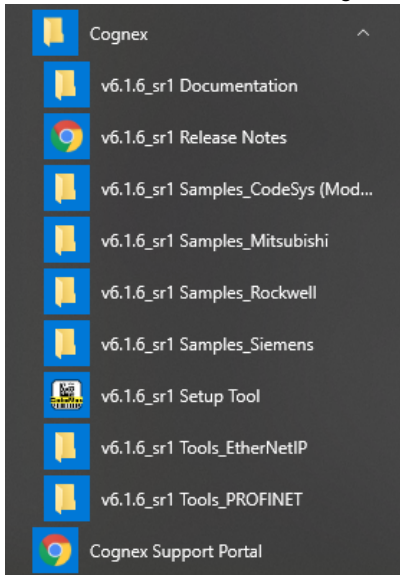 Cognex
v6.1.6_sr1 Documentation
v6.1.6_sr1 Release Notes
v6.1.6_sr1 Samples_CodeSys (Mod...
v6.1.6_sr1 Samples_Mitsubishi
v6.1.6_sr1 Samples_Rockwell
v6.1.6_sr1 Samples_Siemens
v6.1.6_sr1 Setup Tool
v6.1.6_sr1 Tools_EtherNetIP
v6.1.6_sr1 Tools_PROFINET
Cognex Support Portal